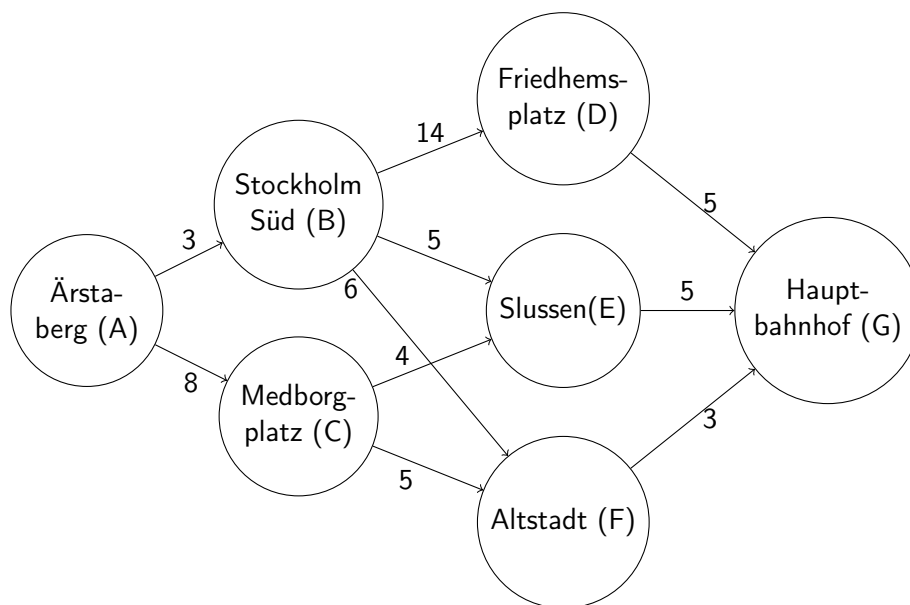 Friedhems-
platz (D)
14
Stockholm
Süd (B)
5
3
5
6
Ärsta-
berg (A)
Slussen(E)
5
Haupt-
bahnhof (G)
4
8
Medborg-
platz (C)
3
5
Altstadt (F)